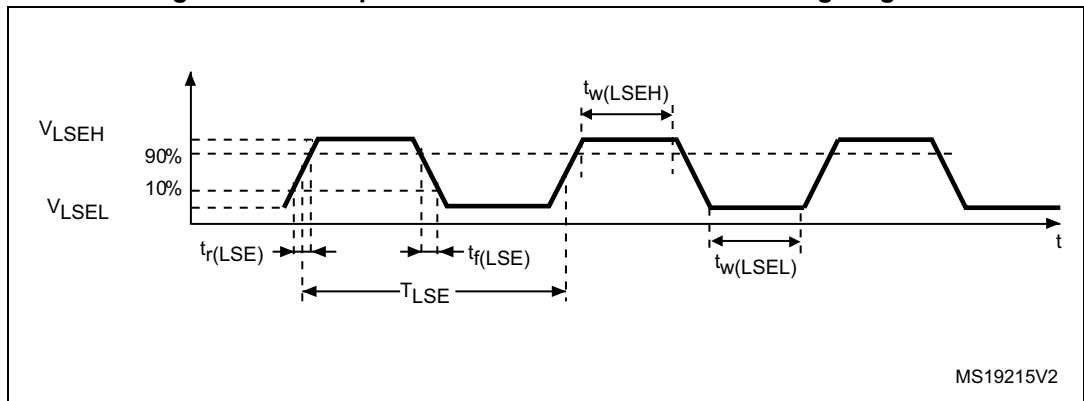 tw(LSEH)
VLSEH
90%
10%
VLSEL
tr(LSE)
tf(LSE)
t
tw(LSEL)
TLSE
MS19215V2